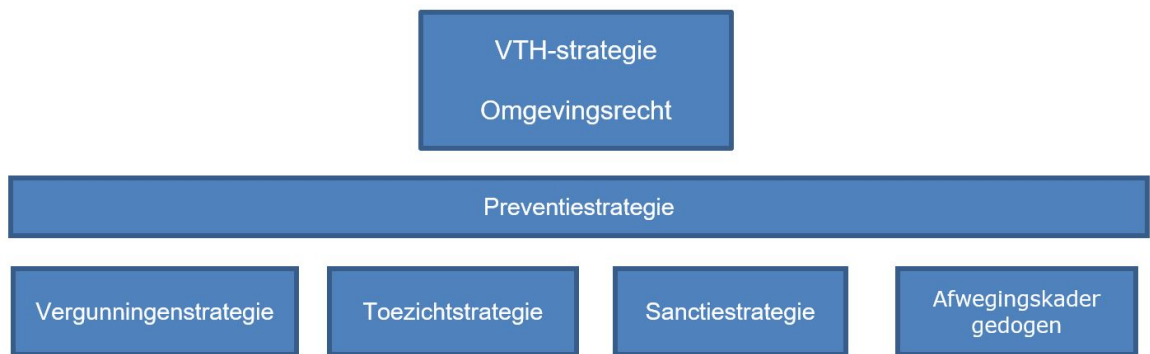 VTH-strategie
Omgevingsrecht
Preventiestrategie
Vergunningenstrategie
Toezichtstrategie
Sanctiestrategie
Afwegingskader
gedogen